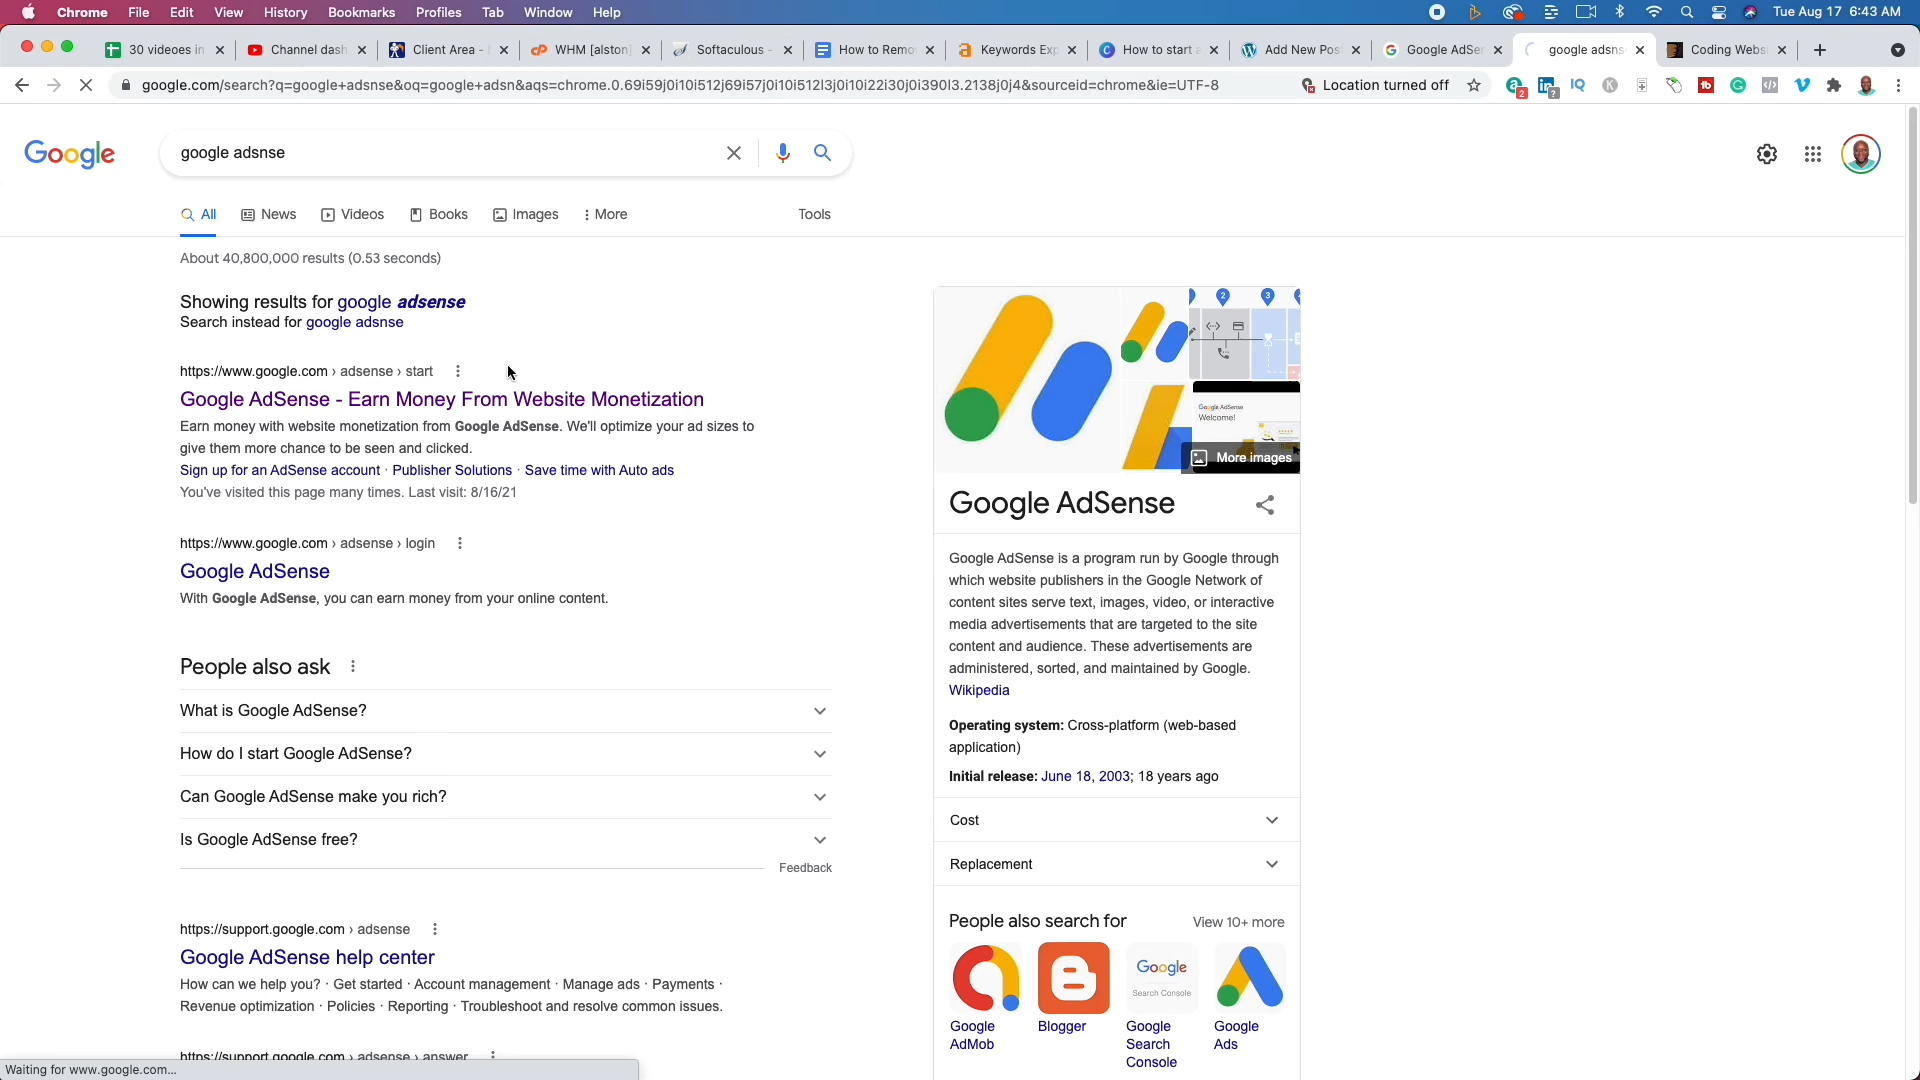 Chrome File Edit View History Bookmarks Profiles Tab Window Help Tue Aug 17 6:43 AM
30 videoes in Channel dash Client Area - WHM [alston] Softaculous - How to Remo Keywords Exp How to start a Add New Pos Google AdSen google adsns Coding Webs
google.com/search?q=google+adsnse&oq=google+adsn&aqs=chrome.0.69i59j0i10i512j69i57j0i10i512l3j0i10i22i30j0i390l3.2138j0j4&sourceid=chrome&ie=UTF-8 Location turned off
Google google adsnse
All News Videos Books Images More Tools
About 40,800,000 results (0.53 seconds)
Showing results for google adsense
Search instead for google adsnse
https://www.google.com › adsense › start
Google AdSense - Earn Money From Website Monetization
Earn money with website monetization from Google AdSense. We'll optimize your ad sizes to
give them more chance to be seen and clicked.
Sign up for an AdSense account · Publisher Solutions · Save time with Auto ads
You've visited this page many times. Last visit: 8/16/21
https://www.google.com › adsense › login
Google AdSense
With Google AdSense, you can earn money from your online content.
People also ask
What is Google AdSense?
How do I start Google AdSense?
Can Google AdSense make you rich?
Is Google AdSense free?
Feedback
https://support.google.com › adsense
Google AdSense help center
How can we help you? · Get started · Account management · Manage ads · Payments ·
Revenue optimization · Policies · Reporting · Troubleshoot and resolve common issues.
https://support.google.com › adsense › answer
Waiting for www.google.com...
2 3
Google AdSense
Welcome!
More images
Google AdSense
Google AdSense is a program run by Google through
which website publishers in the Google Network of
content sites serve text, images, video, or interactive
media advertisements that are targeted to the site
content and audience. These advertisements are
administered, sorted, and maintained by Google.
Wikipedia
Operating system: Cross-platform (web-based
application)
Initial release: June 18, 2003; 18 years ago
Cost
Replacement
People also search for View 10+ more
Google
Search Console
Google AdMob
Blogger
Google Search Console
Google Ads